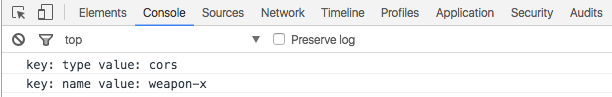 Elements Console Sources Network Timeline Profiles Application Security Audits
top Preserve log
key: type value: cors
key: name value: weapon-x